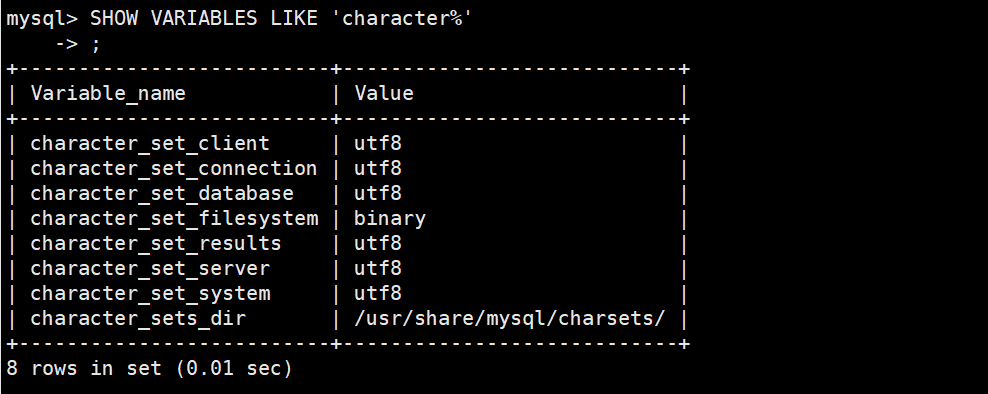 mysql> SHOW VARIABLES LIKE 'character%'
    -> ;
+--------------------------+----------------------------+
| Variable_name            | Value                      |
+--------------------------+----------------------------+
| character_set_client     | utf8                       |
| character_set_connection | utf8                       |
| character_set_database   | utf8                       |
| character_set_filesystem | binary                     |
| character_set_results    | utf8                       |
| character_set_server     | utf8                       |
| character_set_system     | utf8                       |
| character_sets_dir       | /usr/share/mysql/charsets/ |
+--------------------------+----------------------------+
8 rows in set (0.01 sec)